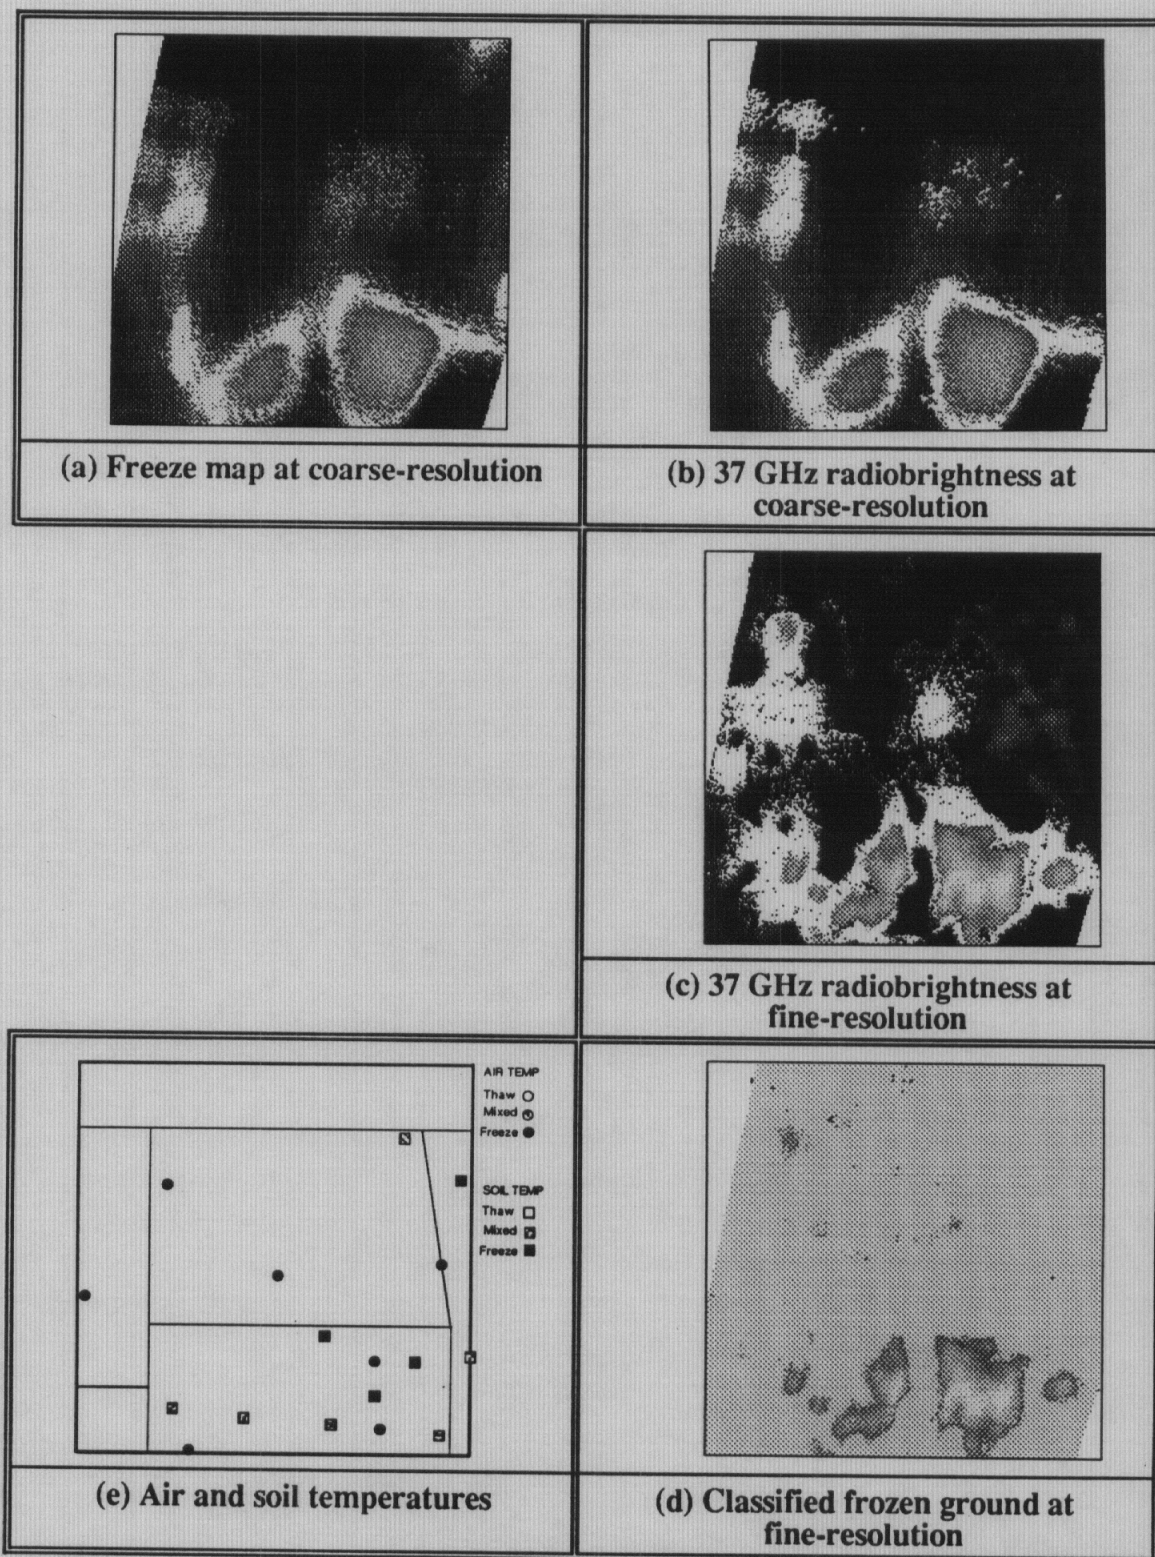 (a) Freeze map at coarse-resolution
(b) 37 GHz radiobrightness at
coarse-resolution
(c) 37 GHz radiobrightness at
fine-resolution
AIR TEMP
Thaw
Mixed
Freeze
SOIL TEMP
Thaw
Mixed
Freeze
(e) Air and soil temperatures
(d) Classified frozen ground at
fine-resolution